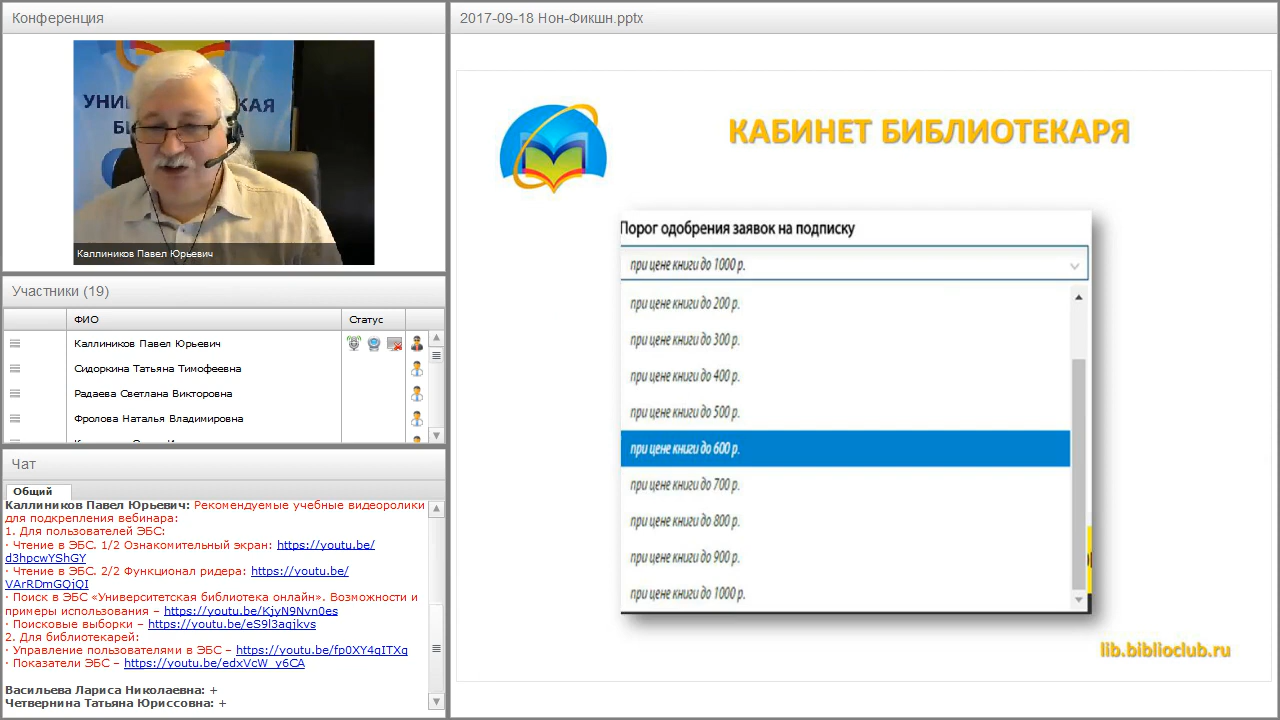 Конференция
УНИ
КАЯ
Каллиников Павел Юрьевич
Участники (19)
ФИО
Статус
Каллиников Павел Юрьевич
Сидоркина Татьяна Тимофеевна
Радаева Светлана Викторовна
Фролова Наталья Владимировна
Чат
Общий
Каллиников Павел Юрьевич: Рекомендуемые учебные видеоролики
для подкрепления вебинара:
1. Для пользователей ЭБС:
· Чтение в ЭБС. 1/2 Ознакомительный экран: https://youtu.be/
d3hpcwYShGY
· Чтение в ЭБС. 2/2 Функционал ридера: https://youtu.be/
VArRDmGQjQI
· Поиск в ЭБС «Университетская библиотека онлайн». Возможности и
примеры использования – https://youtu.be/KjyN9Nvn0es
· Поисковые выборки – https://youtu.be/eS9l3aqjkvs
2. Для библиотекарей:
· Управление пользователями в ЭБС – https://youtu.be/fp0XY4qITXg
· Показатели ЭБС – https://youtu.be/edxVcW_y6CA
Васильева Лариса Николаевна: +
Четвернина Татьяна Юриссовна: +
2017-09-18 Нон-Фикшн.pptx
КАБИНЕТ БИБЛИОТЕКАРЯ
Порог одобрения заявок на подписку
при цене книги до 1000 р.
при цене книги до 200 р.
при цене книги до 300 р.
при цене книги до 400 р.
при цене книги до 500 р.
при цене книги до 600 р.
при цене книги до 700 р.
при цене книги до 800 р.
при цене книги до 900 р.
при цене книги до 1000 р.
lib.biblioclub.ru